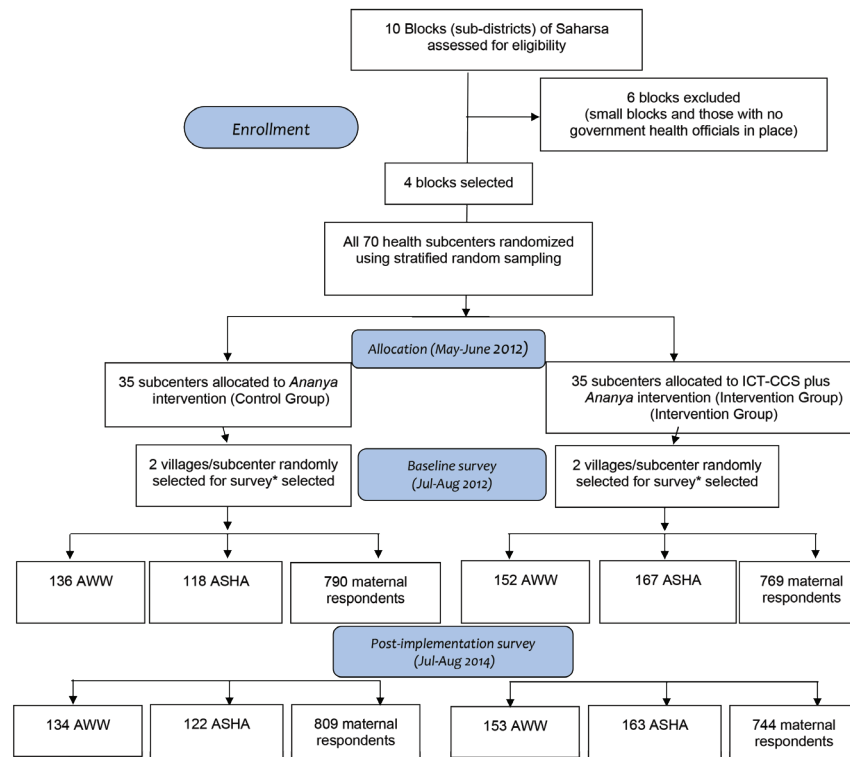 10 Blocks (sub-districts) of Saharsa
assessed for eligibility
6 blocks excluded
(small blocks and those with no
government health officials in place)
Enrollment
4 blocks selected
All 70 health subcenters randomized
using stratified random sampling
Allocation (May-June 2012)
35 subcenters allocated to Ananya
intervention (Control Group)
35 subcenters allocated to ICT-CCS plus
Ananya intervention (Intervention Group)
(Intervention Group)
2 villages/subcenter randomly
selected for survey* selected
Baseline survey
(Jul-Aug 2012)
2 villages/subcenter randomly
selected for survey* selected
136 AWW
118 ASHA
790 maternal
respondents
152 AWW
167 ASHA
769 maternal
respondents
Post-implementation survey
(Jul-Aug 2014)
134 AWW
122 ASHA
809 maternal
respondents
153 AWW
163 ASHA
744 maternal
respondents